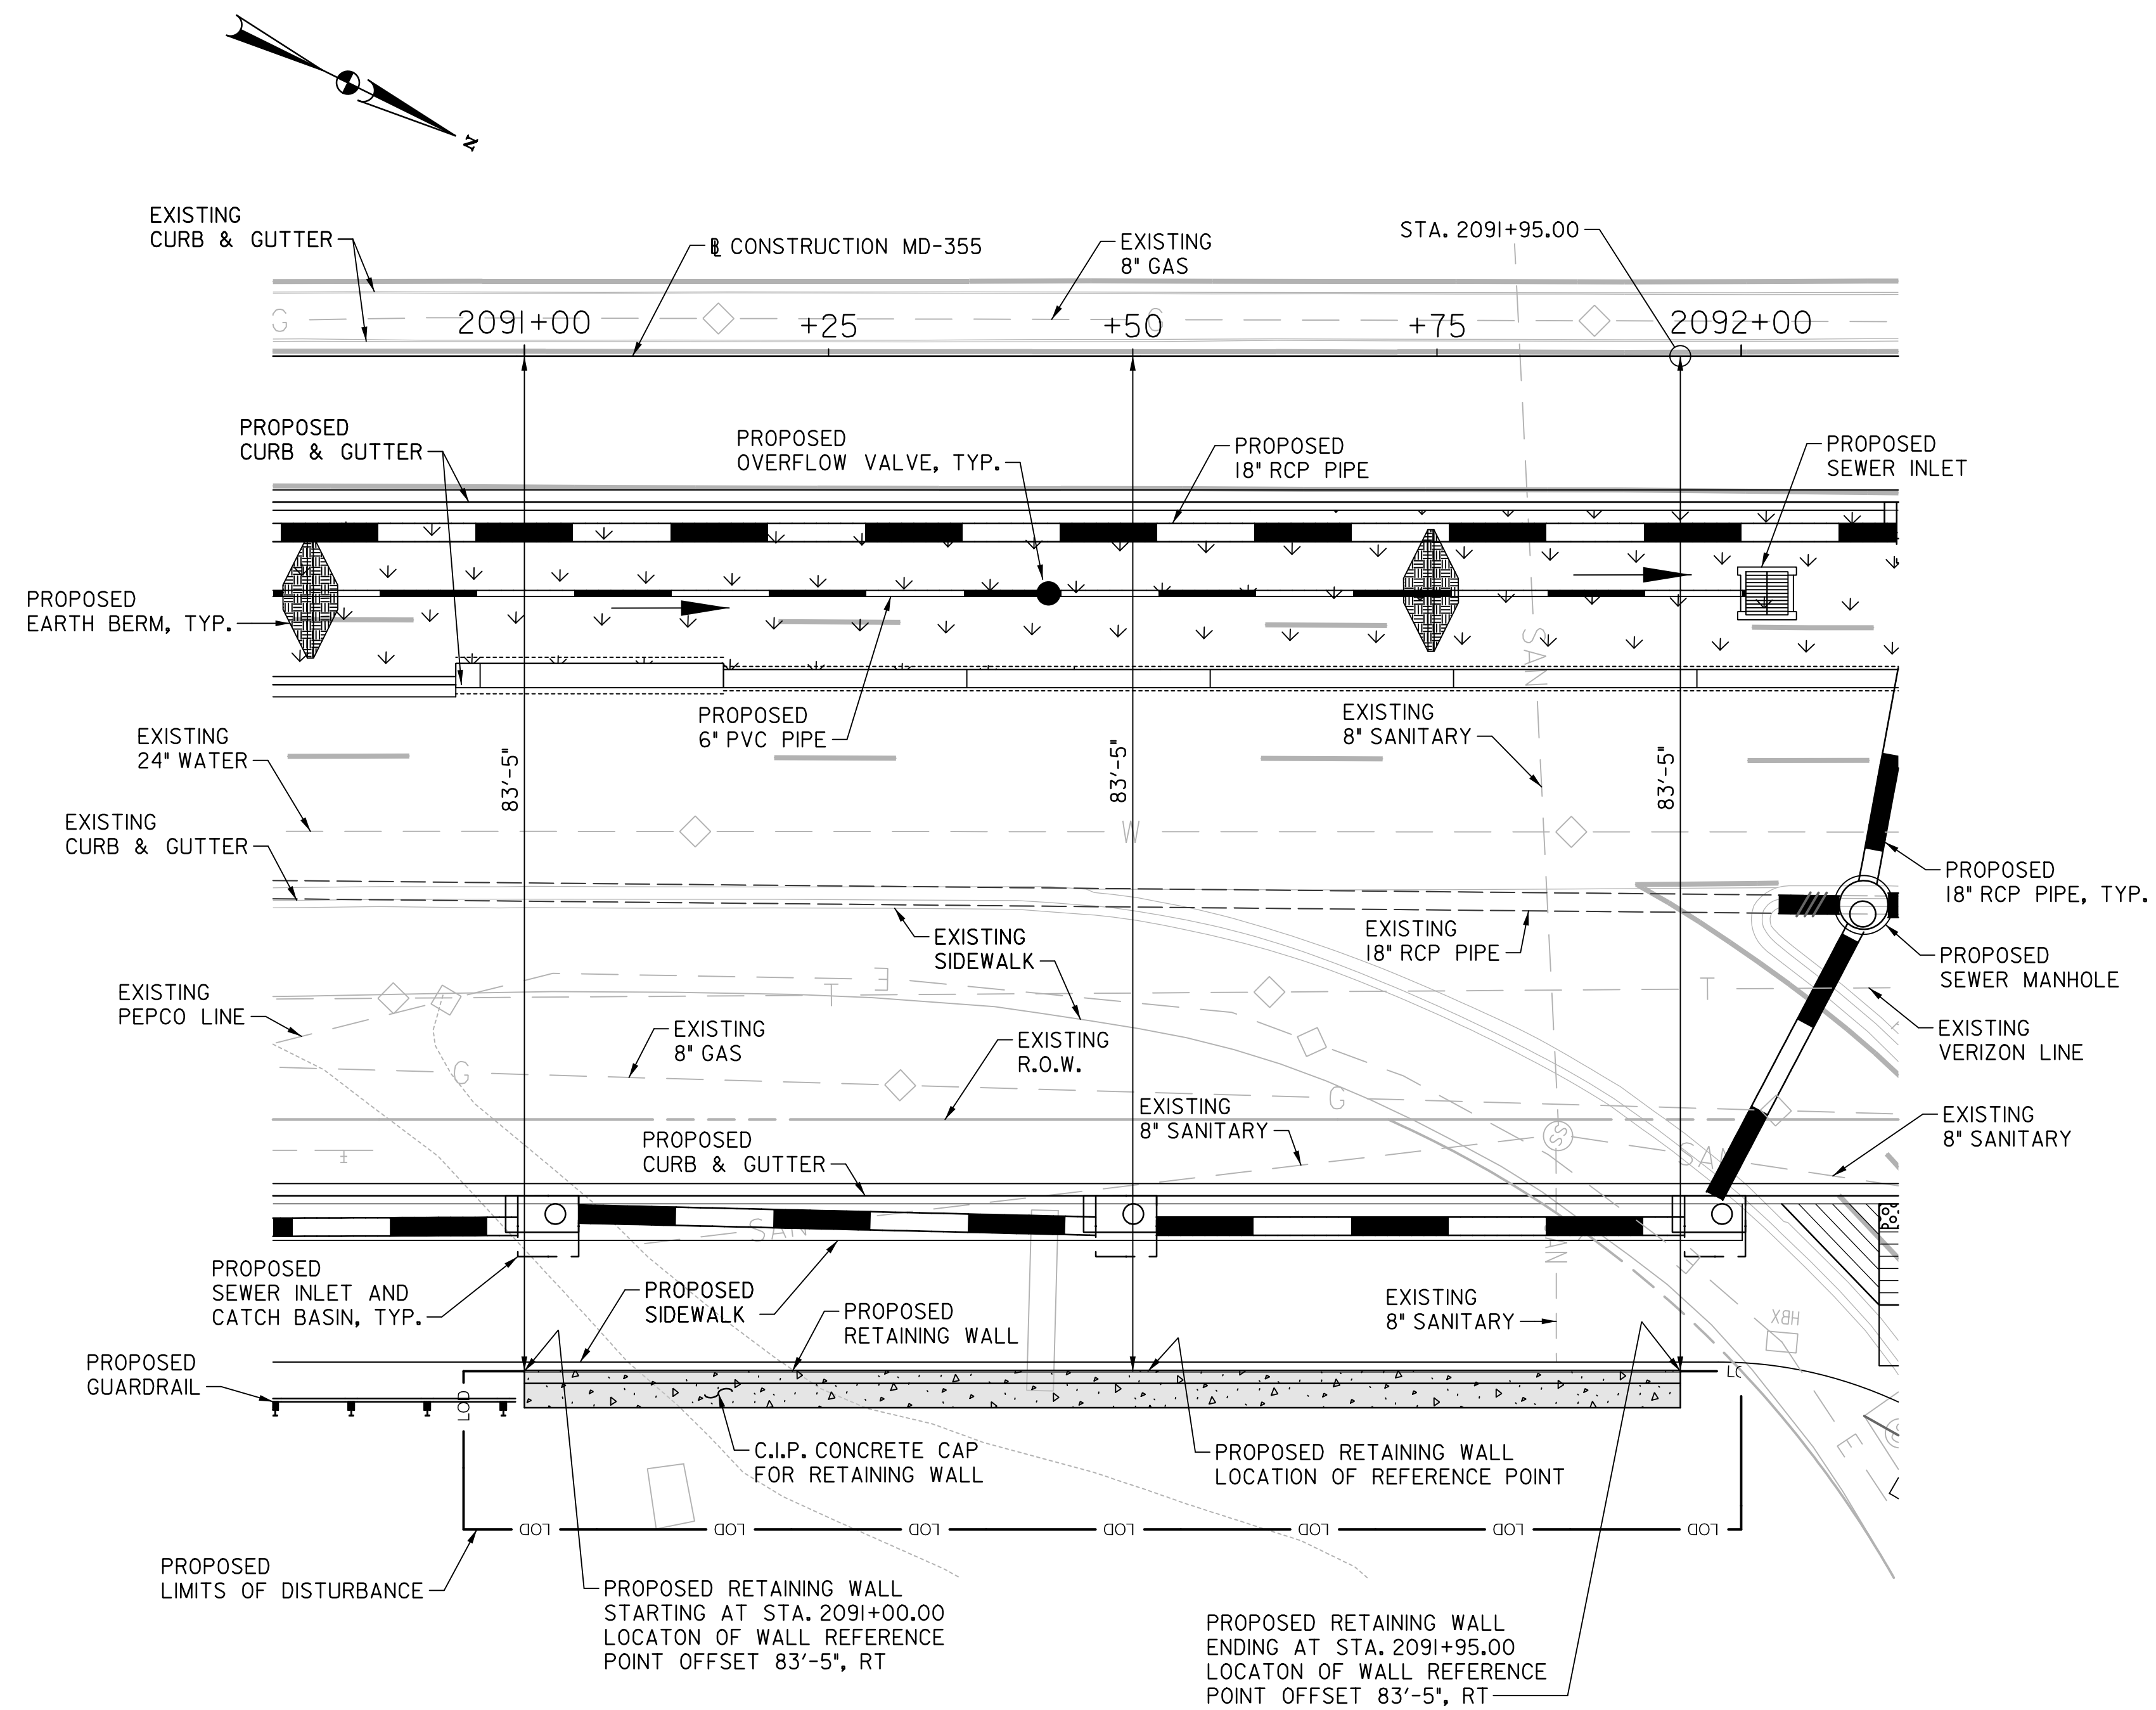 N
EXISTING
CURB & GUTTER
℄ CONSTRUCTION MD-355
EXISTING
8" GAS
STA. 2091+95.00
G
G
2091+00
+25
+50
+75
2092+00
PROPOSED
CURB & GUTTER
PROPOSED
OVERFLOW VALVE, TYP.
PROPOSED
18" RCP PIPE
PROPOSED
SEWER INLET
PROPOSED
EARTH BERM, TYP.
SAN
PROPOSED
6" PVC PIPE
EXISTING
8" SANITARY
83'-5"
83'-5"
83'-5"
EXISTING
24" WATER
W
EXISTING
CURB & GUTTER
PROPOSED
18" RCP PIPE, TYP.
EXISTING
SIDEWALK
EXISTING
18" RCP PIPE
PROPOSED
SEWER MANHOLE
EXISTING
PEPCO LINE
E
T
T
EXISTING
8" GAS
EXISTING
R.O.W.
EXISTING
VERIZON LINE
G
G
EXISTING
8" SANITARY
SS
SAN
EXISTING
8" SANITARY
PROPOSED
CURB & GUTTER
SAN
SAN
PROPOSED
SEWER INLET AND
CATCH BASIN, TYP.
PROPOSED
SIDEWALK
PROPOSED
RETAINING WALL
EXISTING
8" SANITARY
HBX
PROPOSED
GUARDRAIL
LOD
C.I.P. CONCRETE CAP
FOR RETAINING WALL
PROPOSED RETAINING WALL
LOCATION OF REFERENCE POINT
E
LOD
LOD
LOD
LOD
LOD
LOD
LOD
PROPOSED
LIMITS OF DISTURBANCE
PROPOSED RETAINING WALL
STARTING AT STA. 2091+00.00
LOCATON OF WALL REFERENCE
POINT OFFSET 83'-5", RT
PROPOSED RETAINING WALL
ENDING AT STA. 2091+95.00
LOCATON OF WALL REFERENCE
POINT OFFSET 83'-5", RT